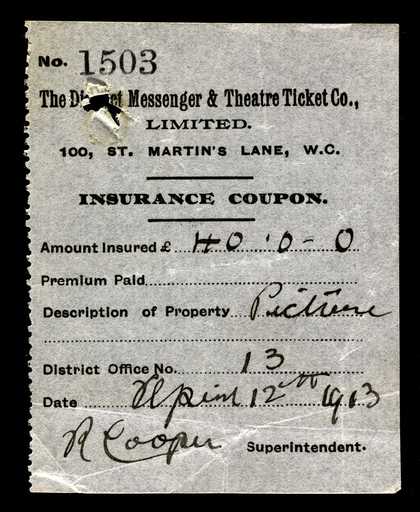 No. 1503
The District Messenger & Theatre Ticket Co.,
LIMITED.
100, ST. MARTIN'S LANE, W.C.
INSURANCE COUPON.
Amount Insured £ 40.0-0
Premium Paid
Description of Property Picture
District Office No. 13
Date April 12th 1913
R Cooper Superintendent.